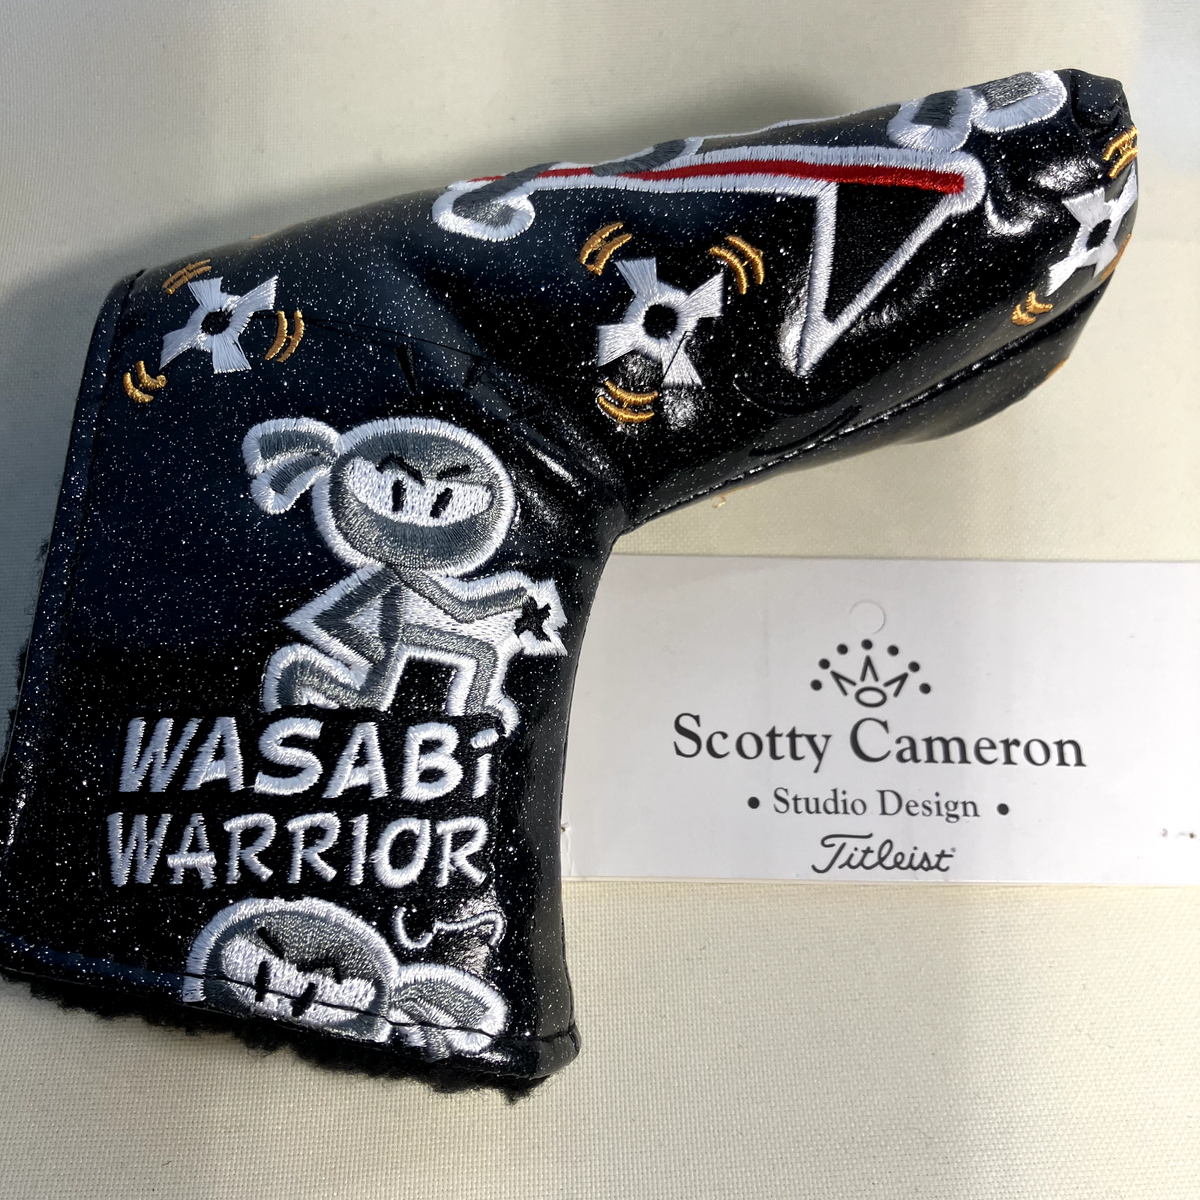 WASABi
WARRIOR
Scotty Cameron
• Studio Design •
Titleist